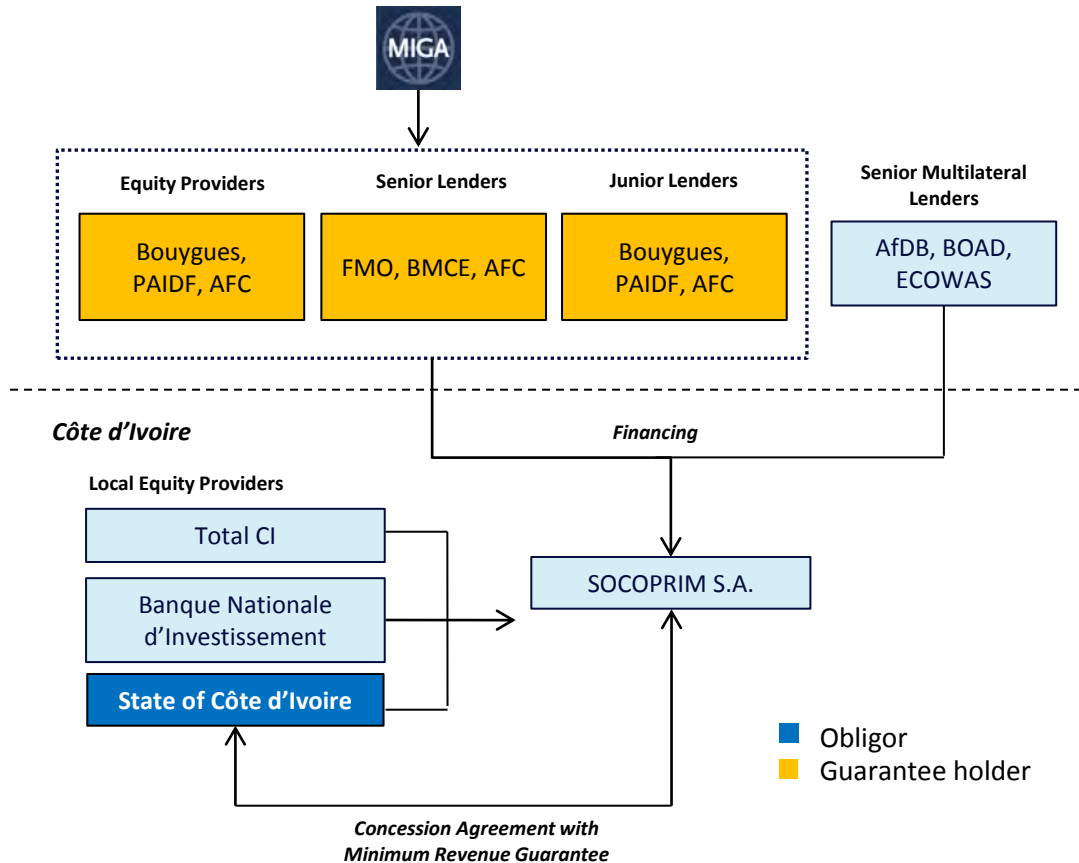 MIGA
Equity Providers
Senior Lenders
Junior Lenders
Senior Multilateral
Lenders
Bouygues,
PAIDF, AFC
FMO, BMCE, AFC
Bouygues,
PAIDF, AFC
AfDB, BOAD,
ECOWAS
Côte d’Ivoire
Financing
Local Equity Providers
Total CI
Banque Nationale
d’Investissement
State of Côte d’Ivoire
SOCOPRIM S.A.
Obligor
Guarantee holder
Concession Agreement with
Minimum Revenue Guarantee